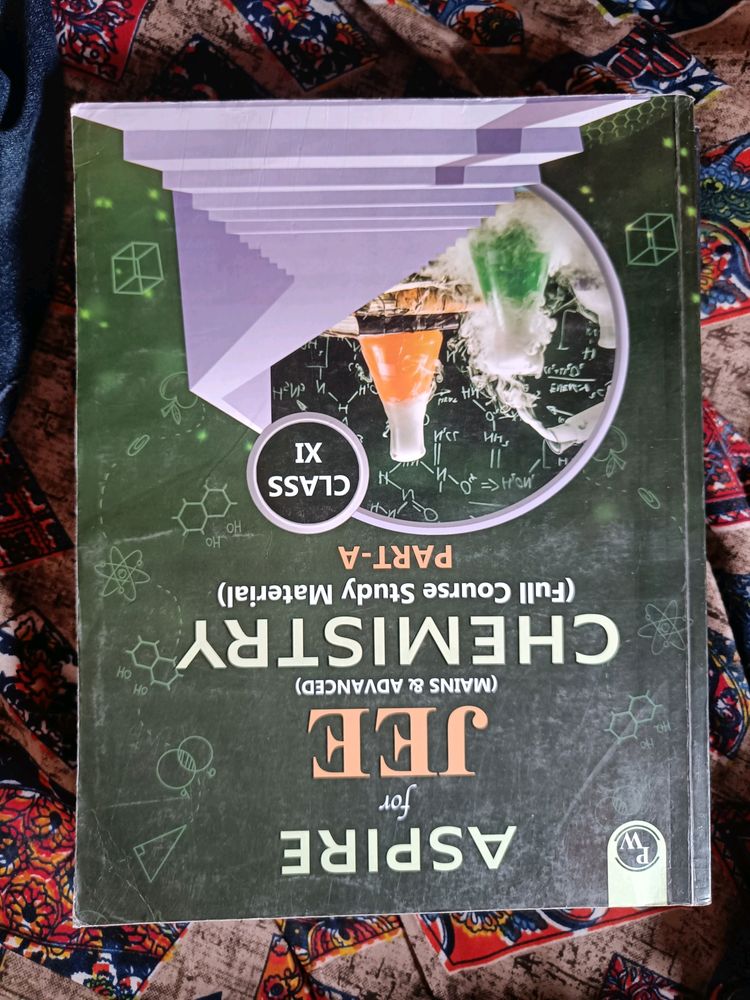 PW
ASPIRE
for
JEE
(MAINS & ADVANCED)
CHEMISTRY
(Full Course Study Material)
PART-A
CLASS
XI